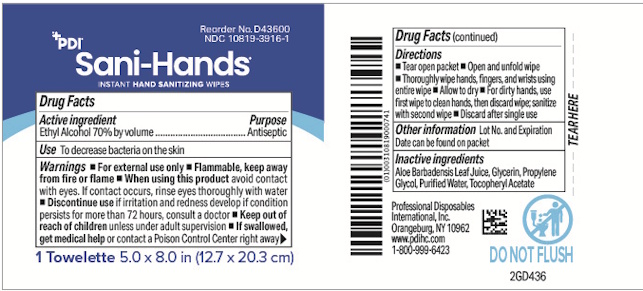 Reorder No. D43600
NDC 10819-3916-1
PDI®
Sani-Hands®
INSTANT HAND SANITIZING WIPES
Drug Facts
Active ingredient Purpose
Ethyl Alcohol 70% by volume ................................ Antiseptic
Use To decrease bacteria on the skin
Warnings ■ For external use only ■ Flammable, keep away
from fire or flame ■ When using this product avoid contact
with eyes. If contact occurs, rinse eyes thoroughly with water
■ Discontinue use if irritation and redness develop if condition
persists for more than 72 hours, consult a doctor ■ Keep out of
reach of children unless under adult supervision ■ If swallowed,
get medical help or contact a Poison Control Center right away ▶
1 Towelette 5.0 x 8.0 in (12.7 x 20.3 cm)
(01)00310819000741
Drug Facts (continued)
Directions
■ Tear open packet ■ Open and unfold wipe
■ Thoroughly wipe hands, fingers, and wrists using
entire wipe ■ Allow to dry ■ For dirty hands, use
first wipe to clean hands, then discard wipe; sanitize
with second wipe ■ Discard after single use
Other information Lot No. and Expiration
Date can be found on packet
Inactive ingredients
Aloe Barbadensis Leaf Juice, Glycerin, Propylene
Glycol, Purified Water, Tocopheryl Acetate
Professional Disposables
International, Inc.
Orangeburg, NY 10962
www.pdihc.com
1-800-999-6423
DO NOT FLUSH
2GD436
TEAR HERE